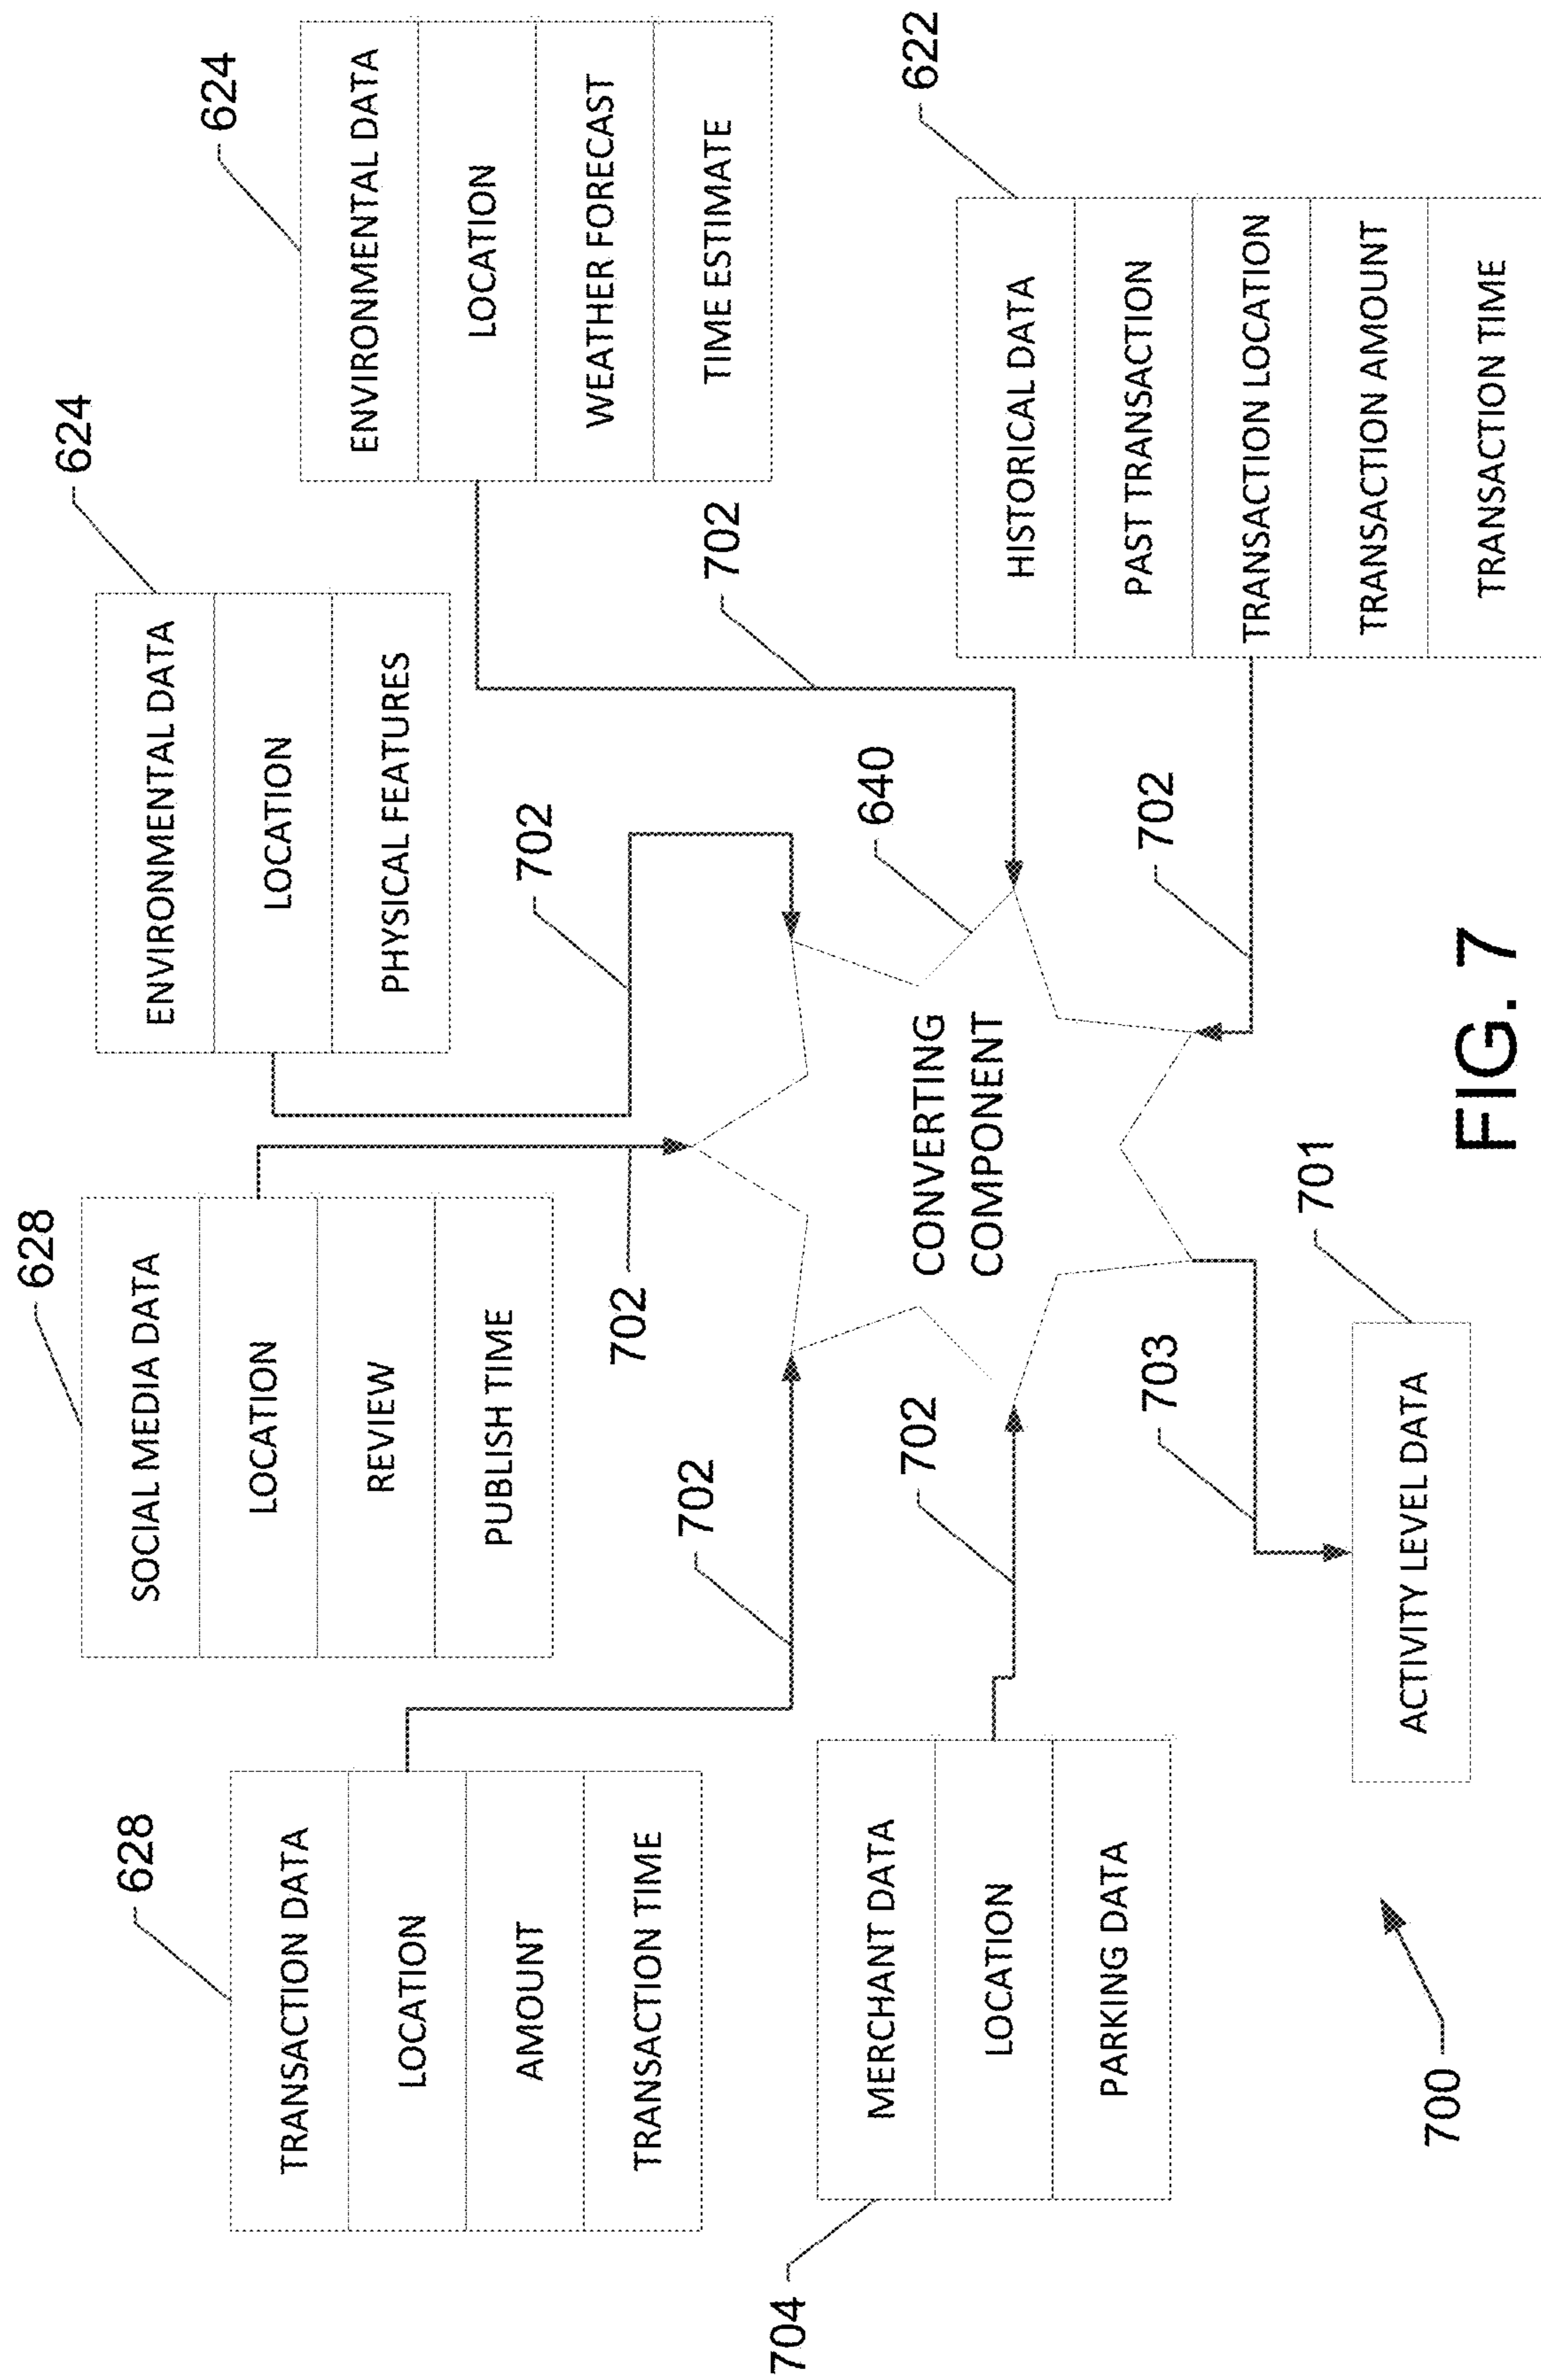 628
SOCIAL MEDIA DATA
LOCATION
REVIEW
PUBLISH TIME
624
ENVIRONMENTAL DATA
LOCATION
PHYSICAL FEATURES
624
ENVIRONMENTAL DATA
LOCATION
WEATHER FORECAST
TIME ESTIMATE
628
TRANSACTION DATA
LOCATION
AMOUNT
TRANSACTION TIME
702
702
702
702
704
MERCHANT DATA
LOCATION
PARKING DATA
702
CONVERTING
COMPONENT
640
622
HISTORICAL DATA
PAST TRANSACTION
TRANSACTION LOCATION
TRANSACTION AMOUNT
TRANSACTION TIME
702
703
701
ACTIVITY LEVEL DATA
700
FIG. 7